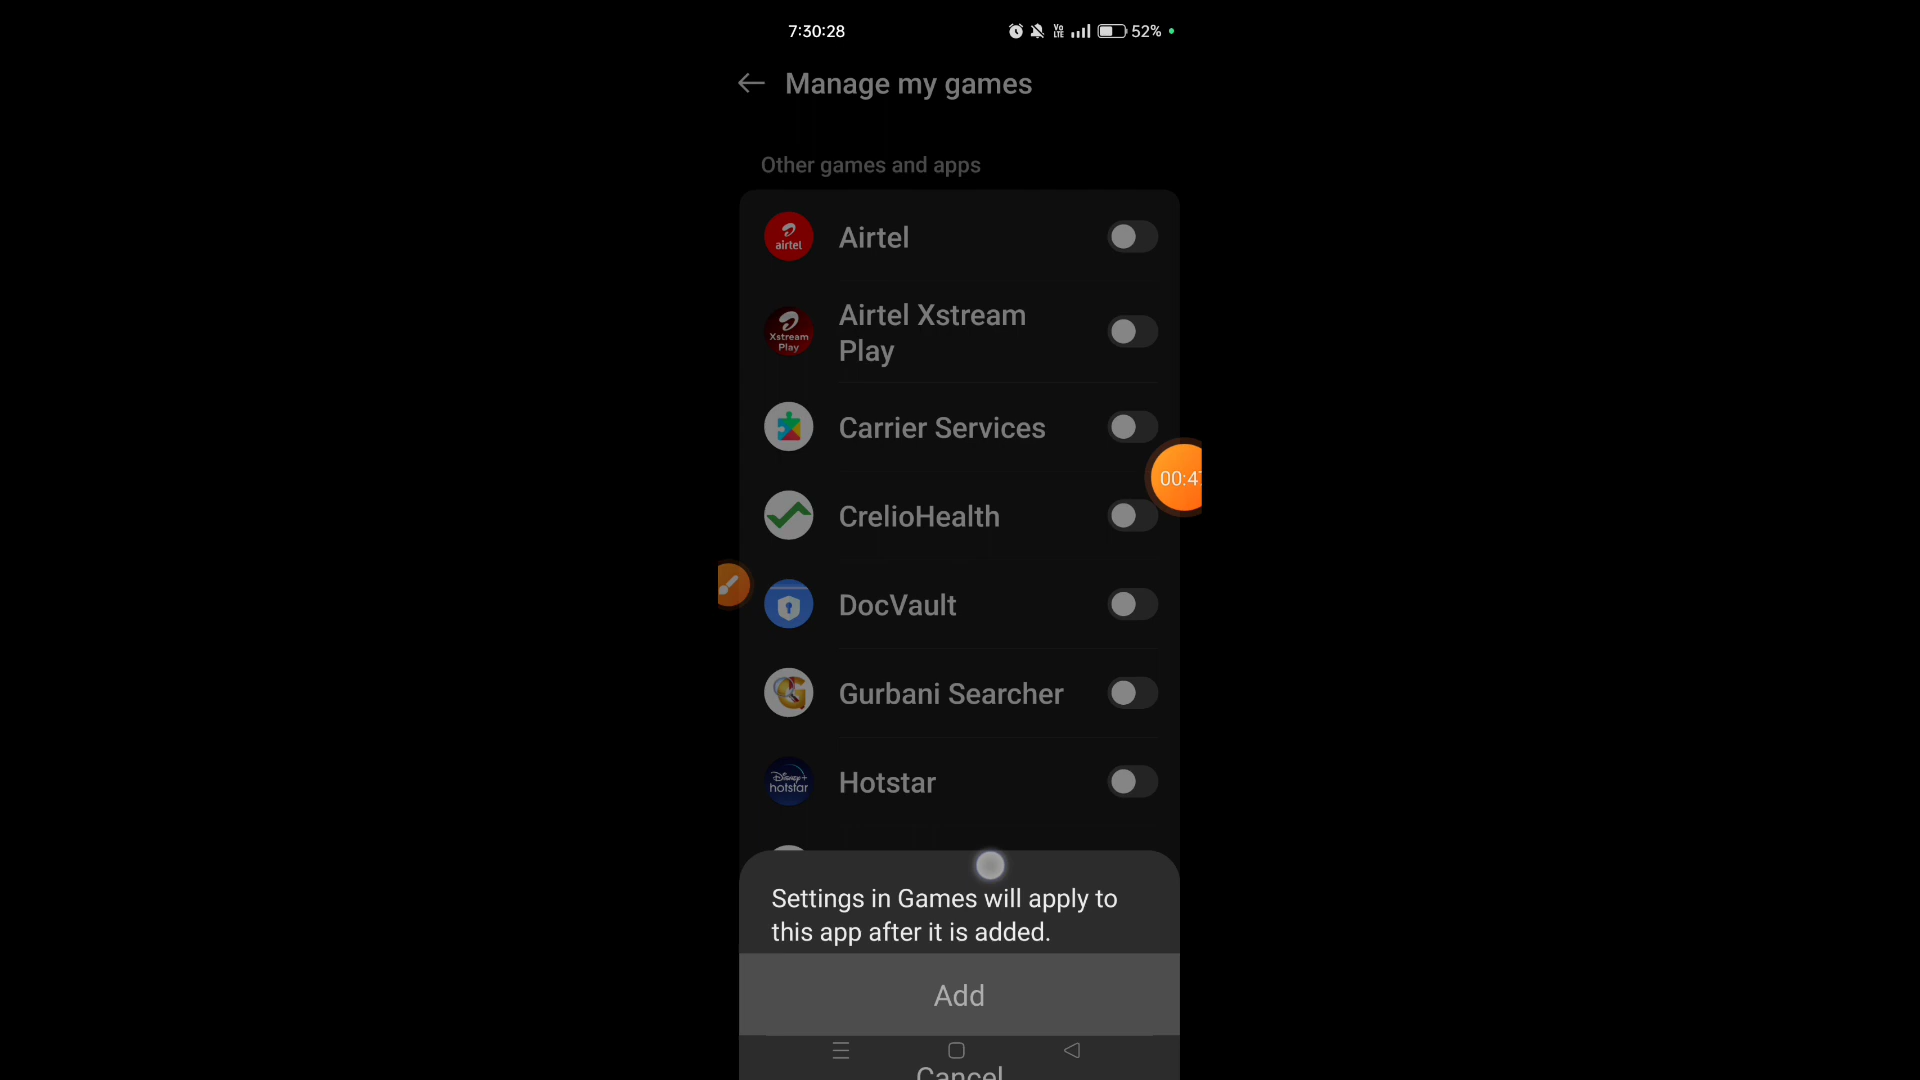 7:30:28
Vo
LTE
52%
Manage my games
Other games and apps
airtel
Airtel
Xstream
Play
Airtel Xstream
Play
Carrier Services
00:4
CrelioHealth
DocVault
Gurbani Searcher
Disney+
hotstar
Hotstar
Settings in Games will apply to
this app after it is added.
Add
Cancel